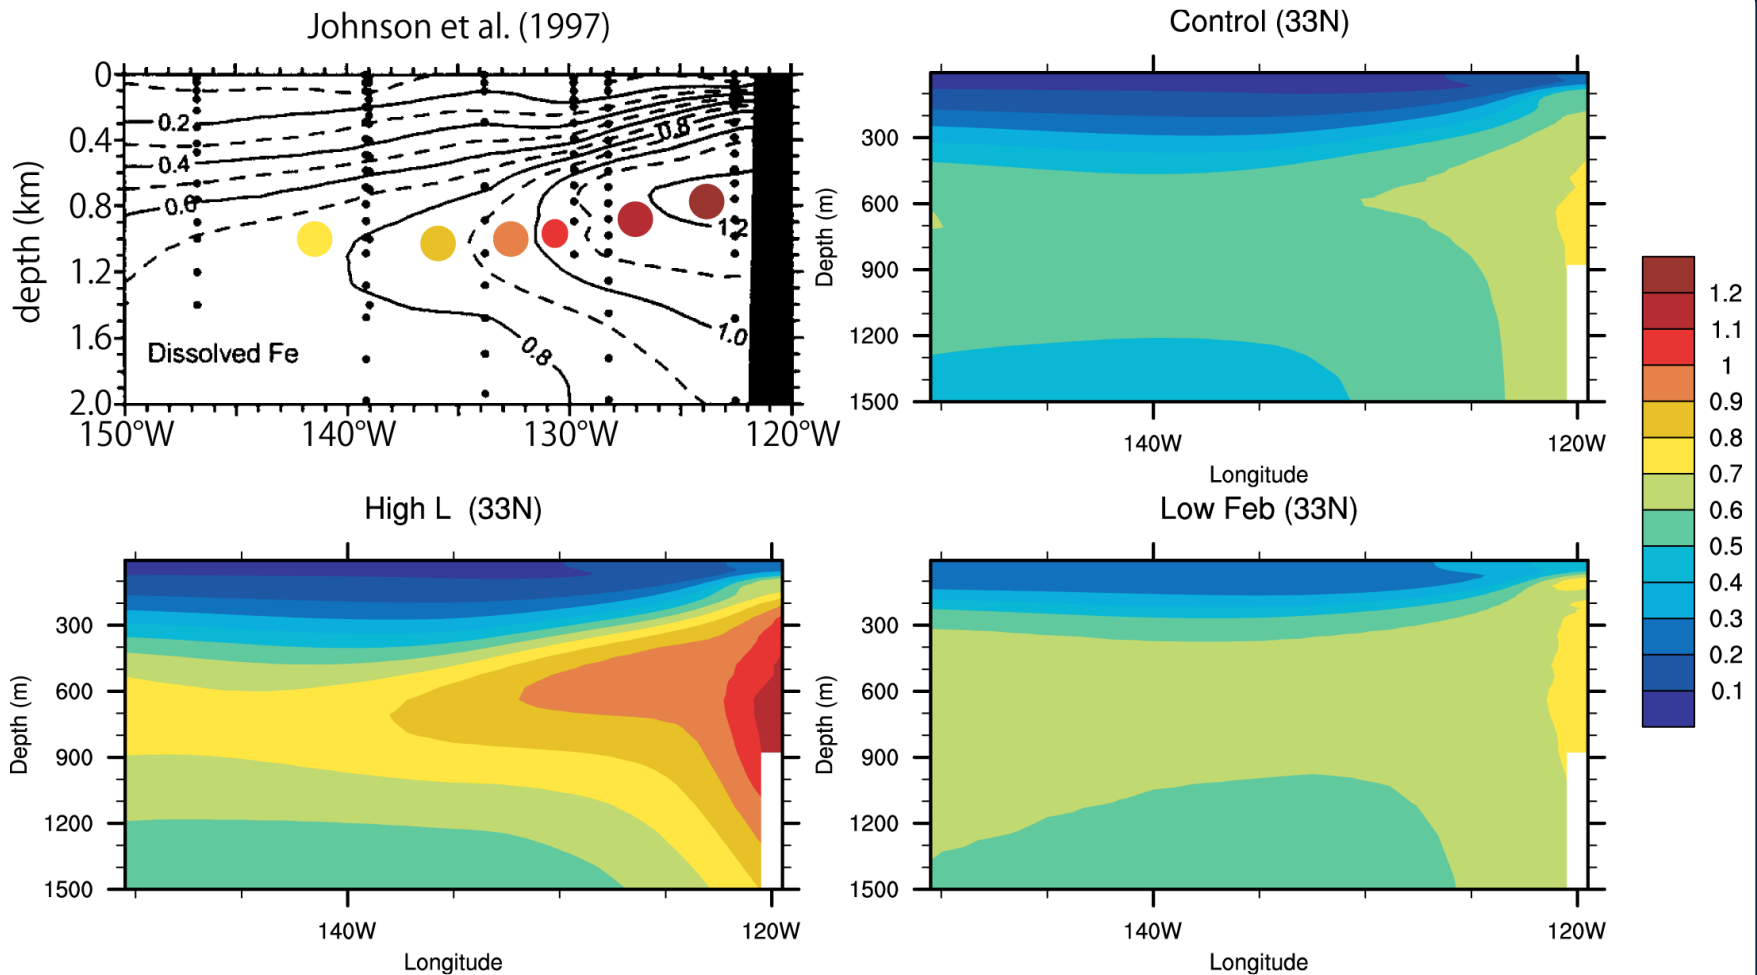 Johnson et al. (1997)
0
0.4
0.8
1.2
1.6
2.0
depth (km)
0.2
0.4
0.6
0.8
1.2
1.0
0.8
Dissolved Fe
150°W
140°W
130°W
120°W
Control (33N)
300
600
900
1200
1500
Depth (m)
140W
120W
Longitude
1.2
1.1
1
0.9
0.8
0.7
0.6
0.5
0.4
0.3
0.2
0.1
High L (33N)
300
600
900
1200
1500
Depth (m)
140W
120W
Longitude
Low Feb (33N)
300
600
900
1200
1500
Depth (m)
140W
120W
Longitude